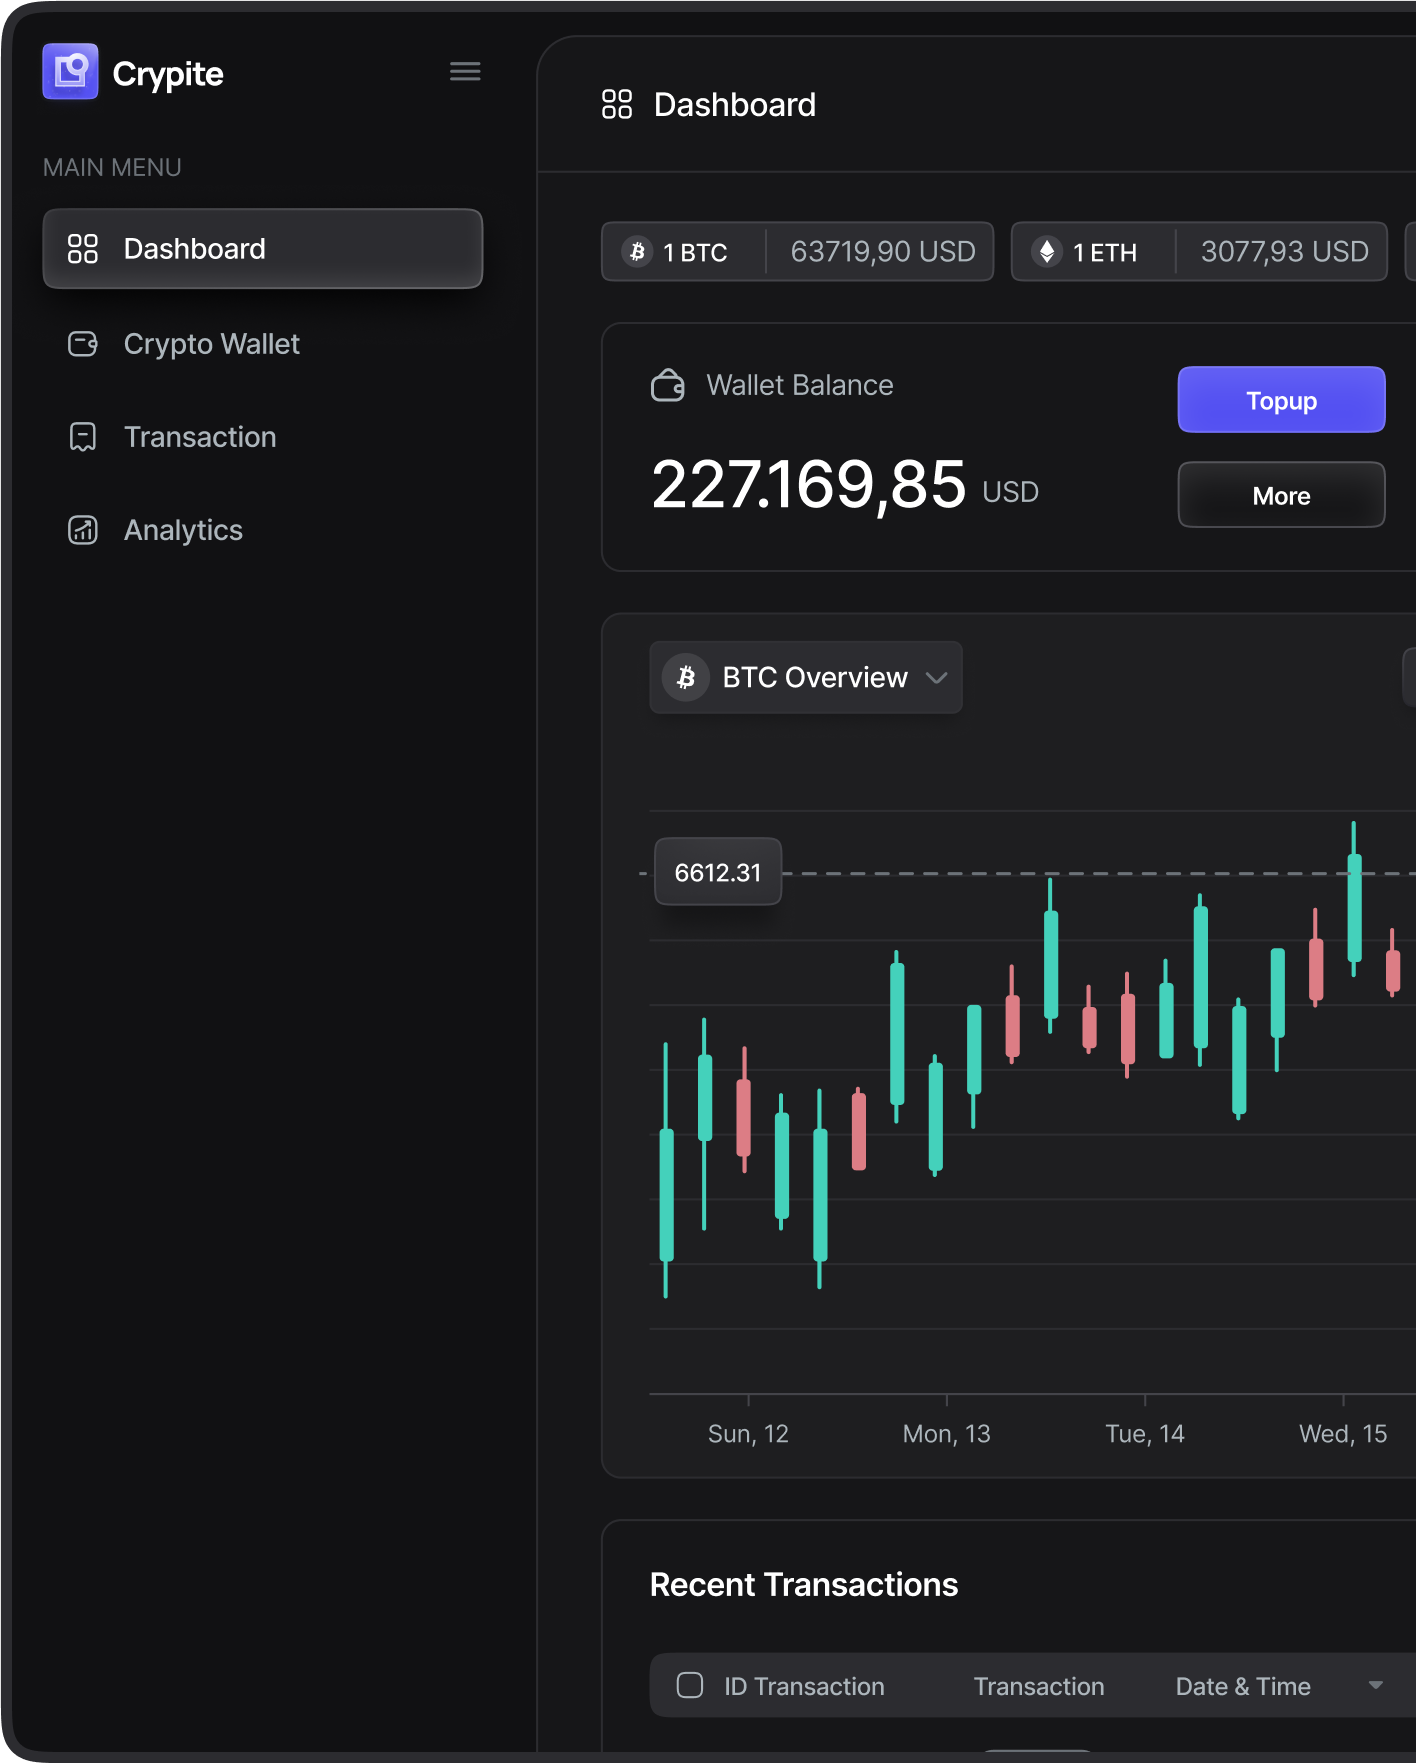 Crypite
MAIN MENU
Dashboard
Crypto Wallet
Transaction
Analytics
Dashboard
1 BTC 63719,90 USD 1 ETH 3077,93 USD
Wallet Balance
227.169,85 USD
Topup
More
BTC Overview
6612.31
Sun, 12 Mon, 13 Tue, 14 Wed, 15
Recent Transactions
ID Transaction Transaction Date & Time